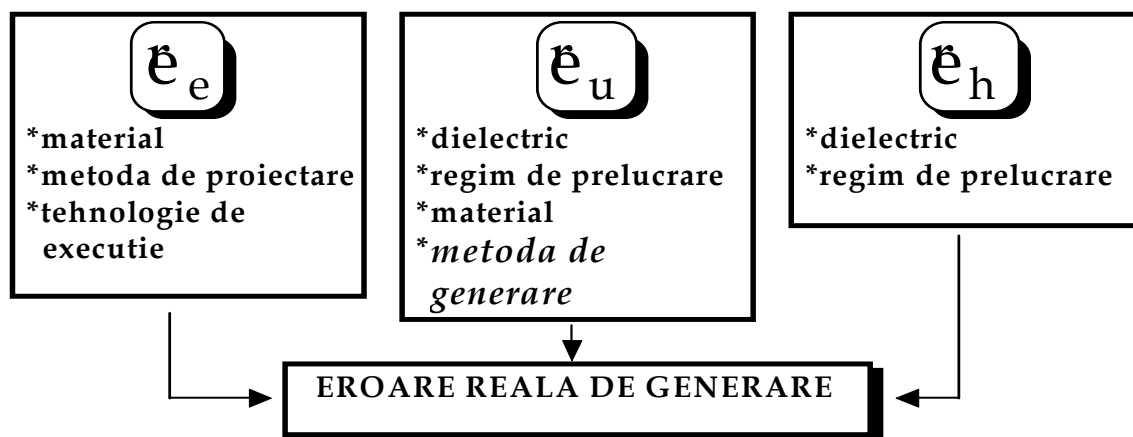 e
*material
*metoda de proiectare
*tehnologie de
executie
u
*dielectric
*regim de prelucrare
*material
*metoda de
generare
h
*dielectric
*regim de prelucrare
EROARE REALA DE GENERARE